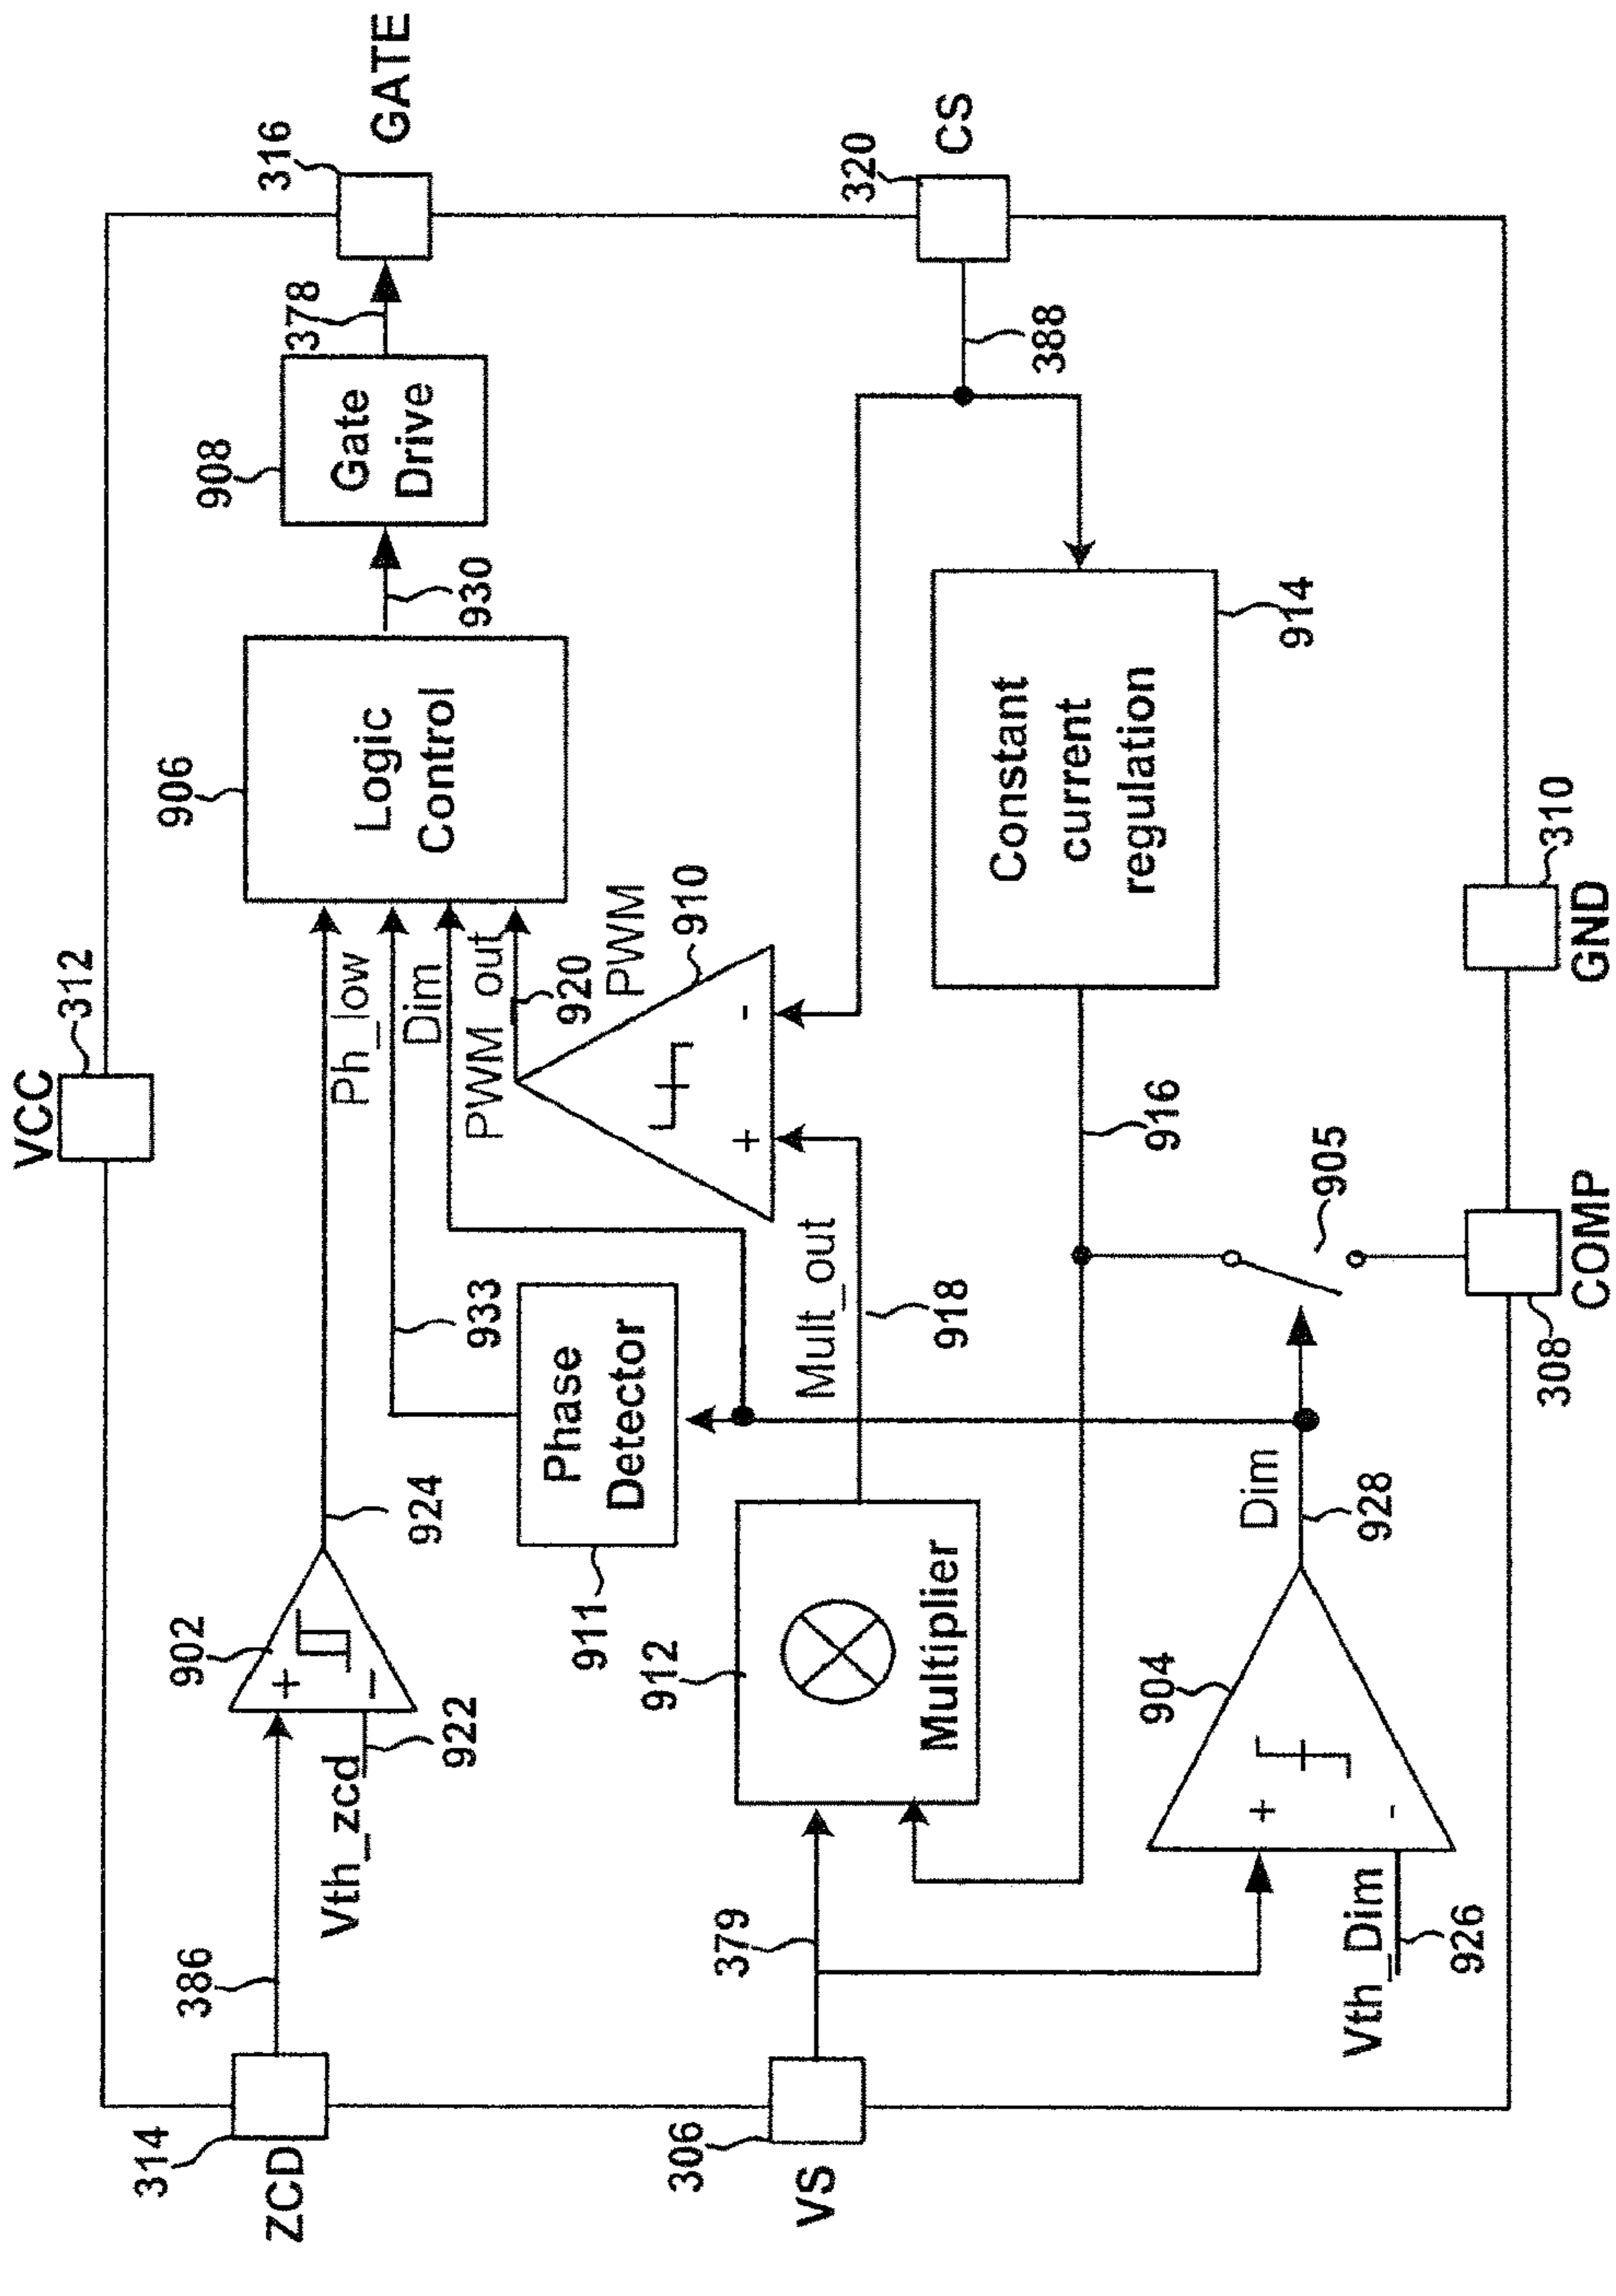 VCC
312
ZCD
314
386
Vth_zcd
922
902
+
−
924
Ph_low
933
Dim
PWM_out
920
PWM
910
+
-
906
Logic
Control
930
908
Gate
Drive
378
316
GATE
911
Phase
Detector
VS
306
379
912
Multiplier
Mult_out
918
388
320
CS
Constant
current
regulation
914
916
904
+
-
Vth_Dim
926
Dim
928
905
308
COMP
310
GND